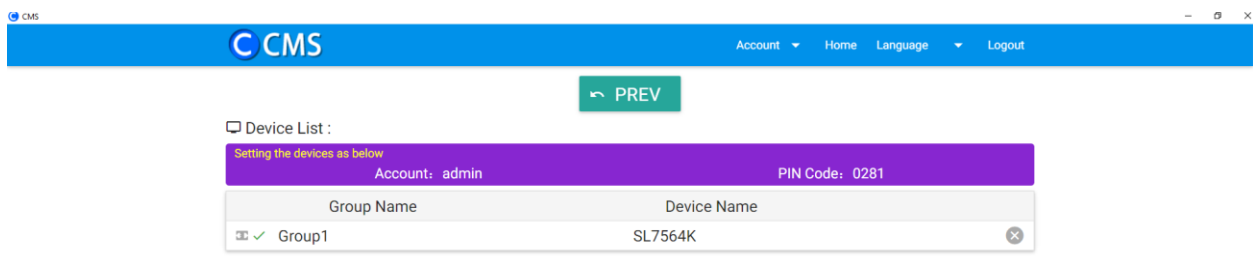 CMS
CMS Account Home Language Logout
PREV
Device List :
Setting the devices as below
Account：admin PIN Code：0281
Group Name Device Name
Group1 SL7564K